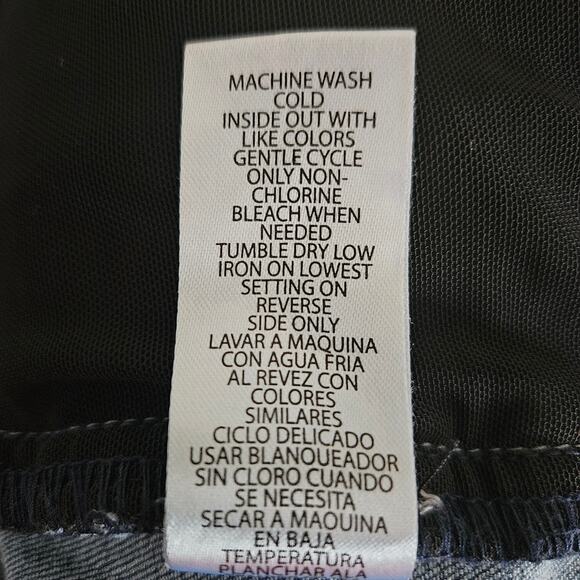 MACHINE WASH
COLD
INSIDE OUT WITH
LIKE COLORS
GENTLE CYCLE
ONLY NON-
CHLORINE
BLEACH WHEN
NEEDED
TUMBLE DRY LOW
IRON ON LOWEST
SETTING ON
REVERSE
SIDE ONLY
LAVAR A MAQUINA
CON AGUA FRIA
AL REVEZ CON
COLORES
SIMILARES
CICLO DELICADO
USAR BLANQUEADOR
SIN CLORO CUANDO
SE NECESITA
SECAR A MAQUINA
EN BAJA
TEMPERATURA
PLANCHAR ALA